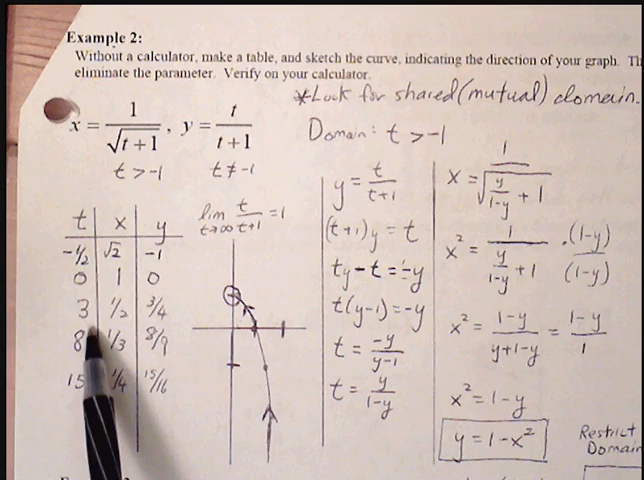 Example 2:
Without a calculator, make a table, and sketch the curve, indicating the direction of your graph.
eliminate the parameter. Verify on your calculator.
*Look for shared (mutual) domain.
x = 1/√(t+1), y = t/(t+1)
Domain: t > -1
t > -1 t ≠ -1
t x y
-1/2 √2 -1
0 1 0
3 1/2 3/4
8 1/3 8/9
15 1/4 15/16
lim t→∞ t/(t+1) = 1
y = t/(t+1)
(t+1)y = t
ty - t = -y
t(y-1) = -y
t = -y/(y-1)
t = y/(1-y)
x = 1/√(y/(1-y) + 1)
x² = 1/(y/(1-y) + 1) · (1-y)/(1-y)
x² = (1-y)/(y+1-y) = (1-y)/1
x² = 1-y
y = 1-x²
Restrict
Domain